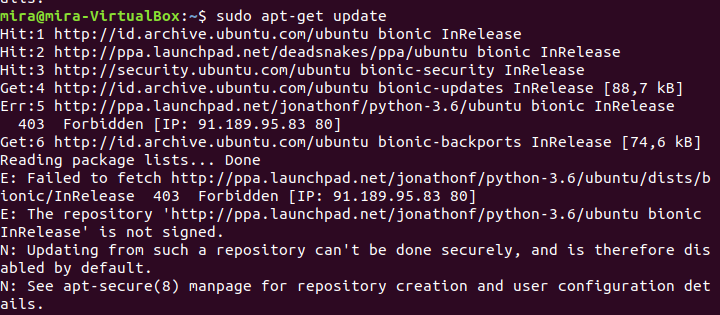 ails.
mira@mira-VirtualBox:~$ sudo apt-get update
Hit:1 http://id.archive.ubuntu.com/ubuntu bionic InRelease
Hit:2 http://ppa.launchpad.net/deadsnakes/ppa/ubuntu bionic InRelease
Hit:3 http://security.ubuntu.com/ubuntu bionic-security InRelease
Get:4 http://id.archive.ubuntu.com/ubuntu bionic-updates InRelease [88,7 kB]
Err:5 http://ppa.launchpad.net/jonathonf/python-3.6/ubuntu bionic InRelease
  403  Forbidden [IP: 91.189.95.83 80]
Get:6 http://id.archive.ubuntu.com/ubuntu bionic-backports InRelease [74,6 kB]
Reading package lists... Done
E: Failed to fetch http://ppa.launchpad.net/jonathonf/python-3.6/ubuntu/dists/b
ionic/InRelease  403  Forbidden [IP: 91.189.95.83 80]
E: The repository 'http://ppa.launchpad.net/jonathonf/python-3.6/ubuntu bionic 
InRelease' is not signed.
N: Updating from such a repository can't be done securely, and is therefore dis
abled by default.
N: See apt-secure(8) manpage for repository creation and user configuration det
ails.